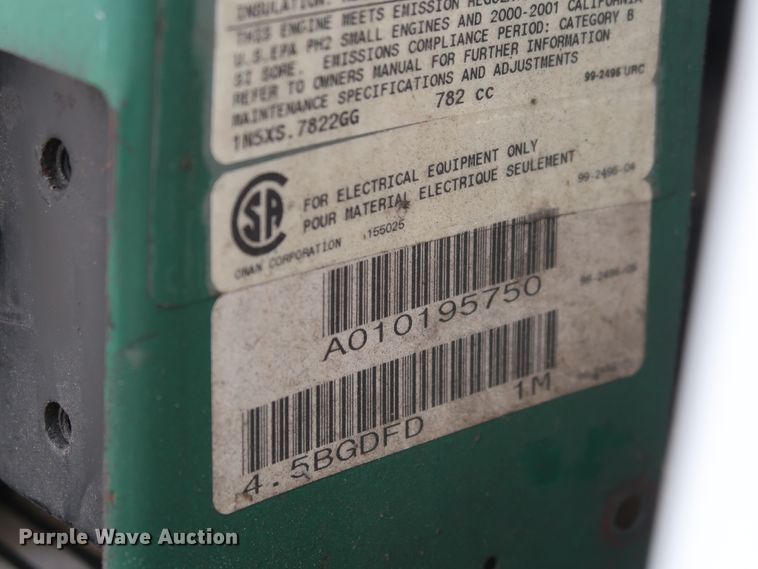 INSULATION:
THIS ENGINE MEETS EMISSION
U.S.EPA PH2 SMALL ENGINES AND 2000-2001 CALIFORNIA
SI SORE. EMISSIONS COMPLIANCE PERIOD: CATEGORY B
REFER TO OWNERS MANUAL FOR FURTHER INFORMATION
MAINTENANCE SPECIFICATIONS AND ADJUSTMENTS
1N5XS.7822GG 782 CC 99-2496 URC
CSA
FOR ELECTRICAL EQUIPMENT ONLY
POUR MATERIAL ELECTRIQUE SEULEMENT
99-2496-04
ONAN CORPORATION 155025
A010195750
4.5BGDFD 1M
Purple Wave Auction